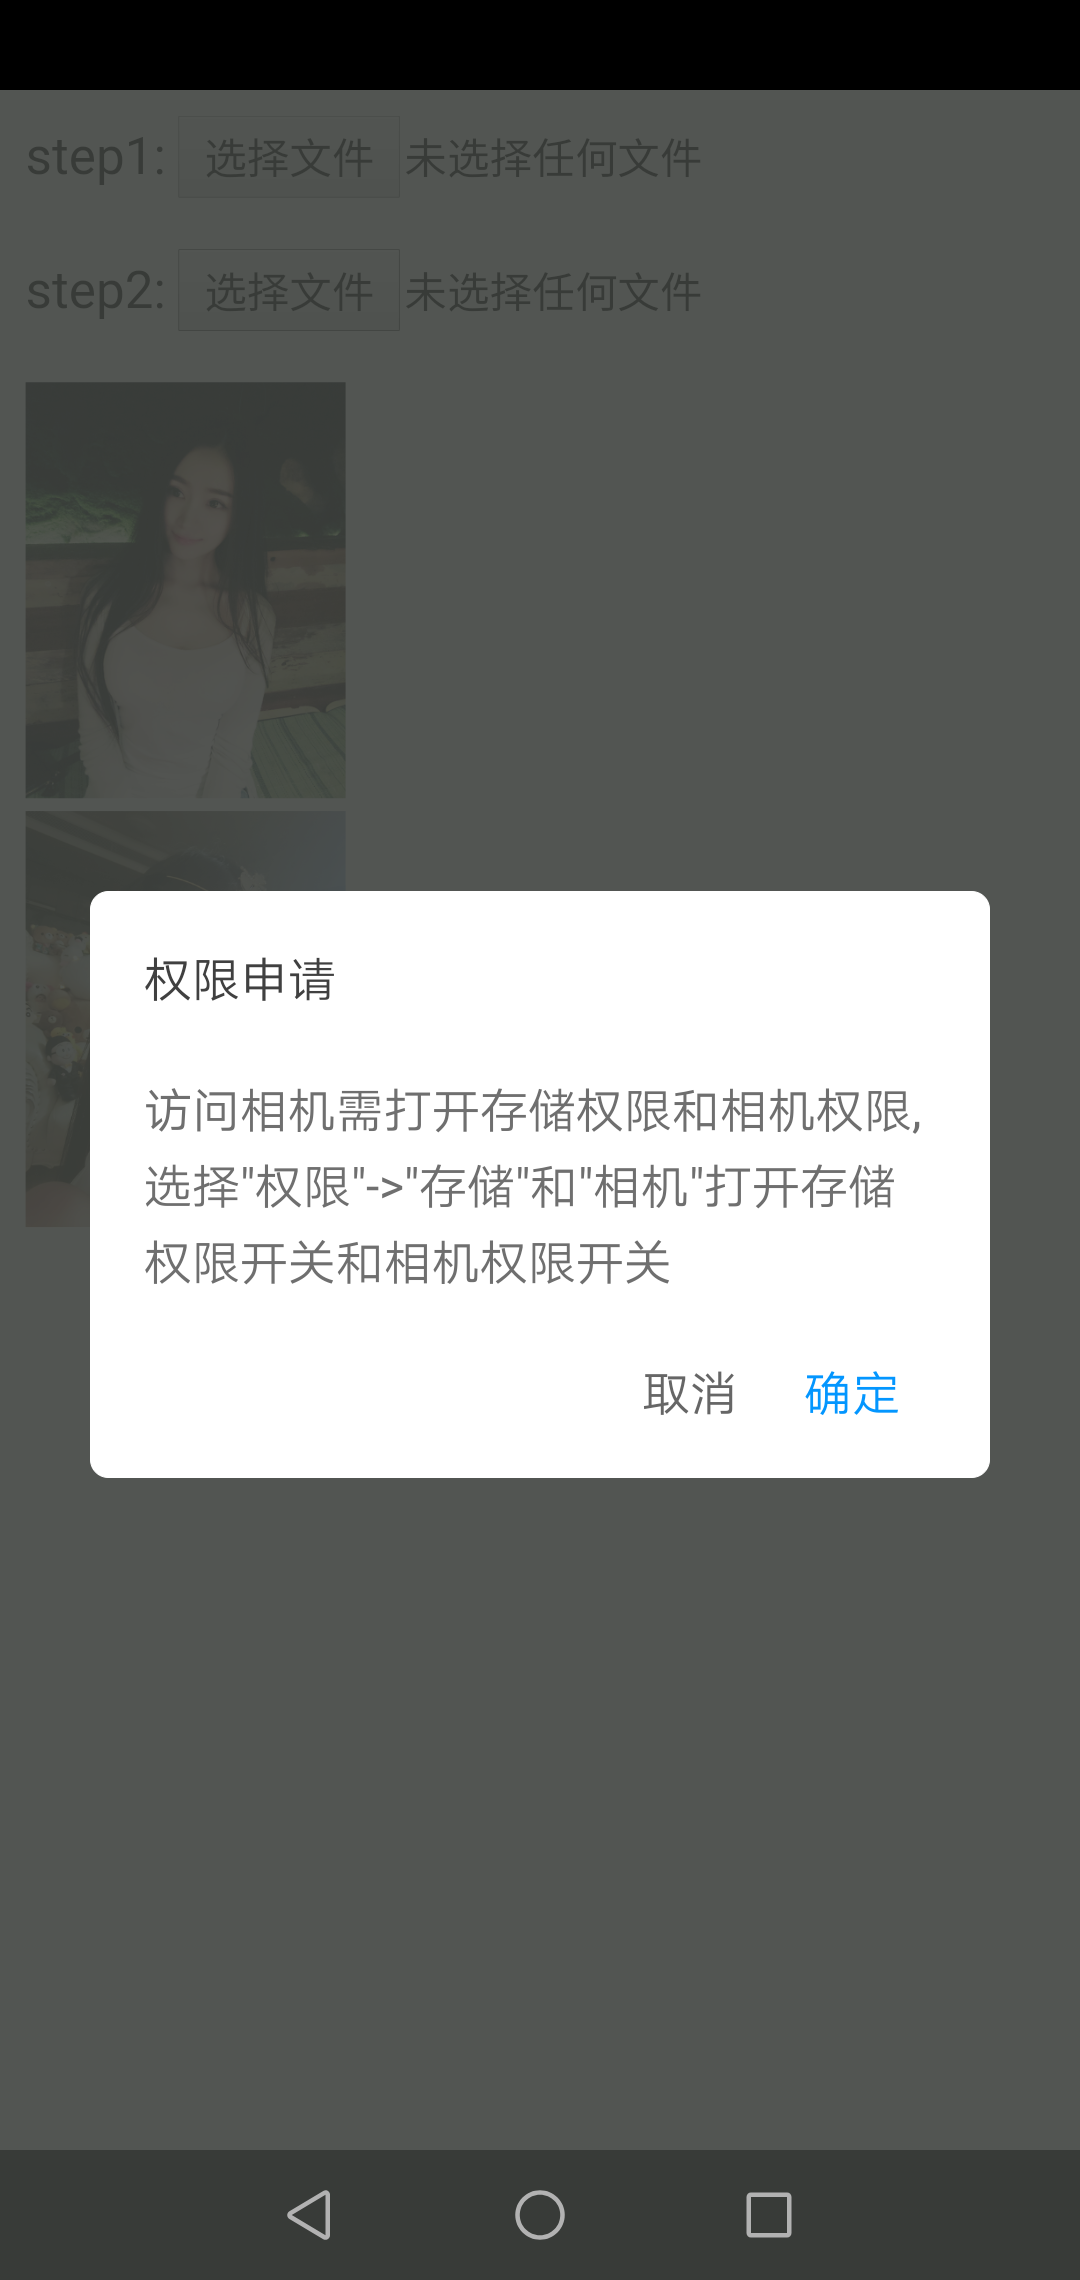 step1: 选择文件 未选择任何文件
step2: 选择文件 未选择任何文件
权限申请
访问相机需打开存储权限和相机权限,
选择"权限"->"存储"和"相机"打开存储
权限开关和相机权限开关
取消 确定